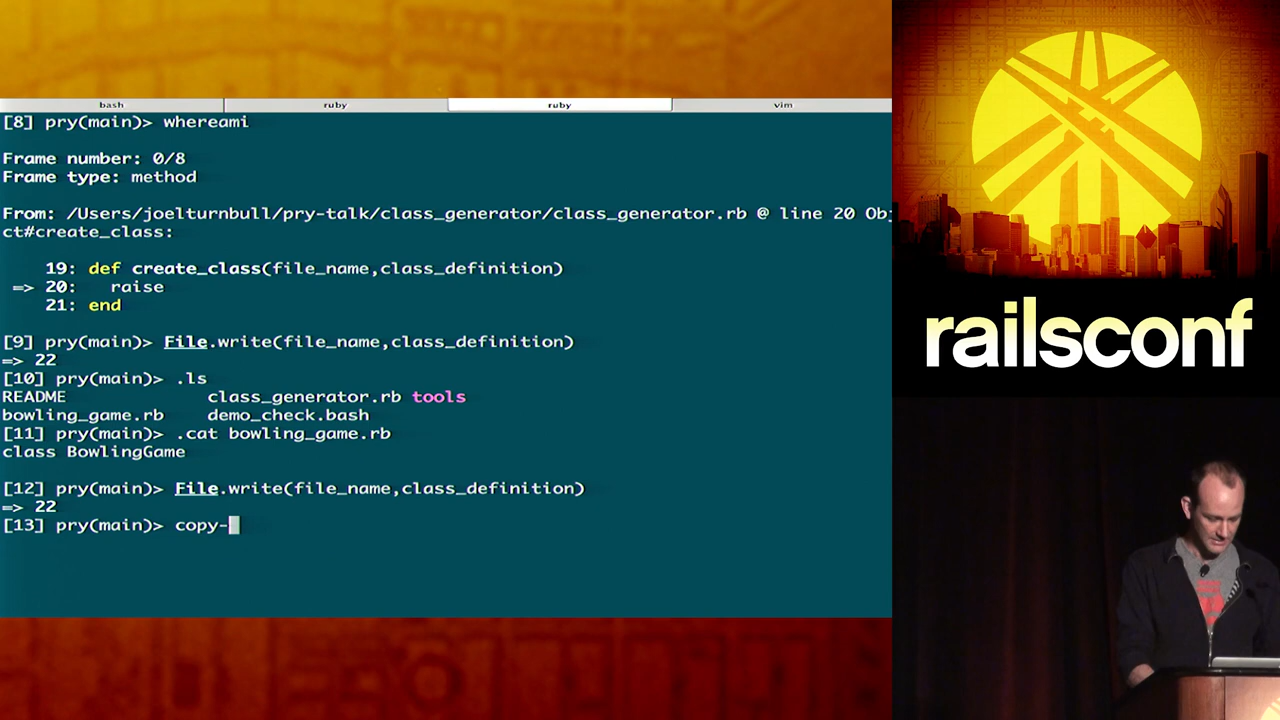 bash ruby ruby vim
[8] pry(main)> whereami
Frame number: 0/8
Frame type: method
From: /Users/joelturnbull/pry-talk/class_generator/class_generator.rb @ line 20 Obj
ct#create_class:
19: def create_class(file_name,class_definition)
=> 20: raise
21: end
[9] pry(main)> File.write(file_name,class_definition)
=> 22
[10] pry(main)> .ls
README class_generator.rb tools
bowling_game.rb demo_check.bash
[11] pry(main)> .cat bowling_game.rb
class BowlingGame
[12] pry(main)> File.write(file_name,class_definition)
=> 22
[13] pry(main)> copy-
railsconf